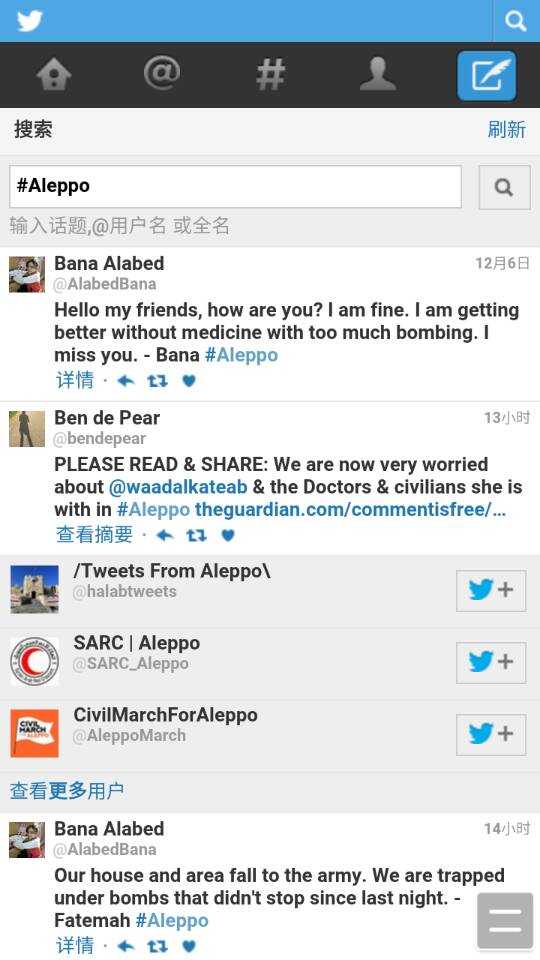 @
#
搜索
刷新
#Aleppo
输入话题,@用户名 或全名
Bana Alabed
12月6日
@AlabedBana
Hello my friends, how are you? I am fine. I am getting
better without medicine with too much bombing. I
miss you. - Bana #Aleppo
详情 ·
Ben de Pear
13小时
@bendepear
PLEASE READ & SHARE: We are now very worried
about @waadalkateab & the Doctors & civilians she is
with in #Aleppo theguardian.com/commentisfree/…
查看摘要 ·
/Tweets From Aleppo\
@halabtweets
+
SARC | Aleppo
@SARC_Aleppo
+
CIVIL
MARCH
FOR ALEPPO
CivilMarchForAleppo
@AleppoMarch
+
查看更多用户
Bana Alabed
14小时
@AlabedBana
Our house and area fall to the army. We are trapped
under bombs that didn't stop since last night. -
Fatemah #Aleppo
详情 ·